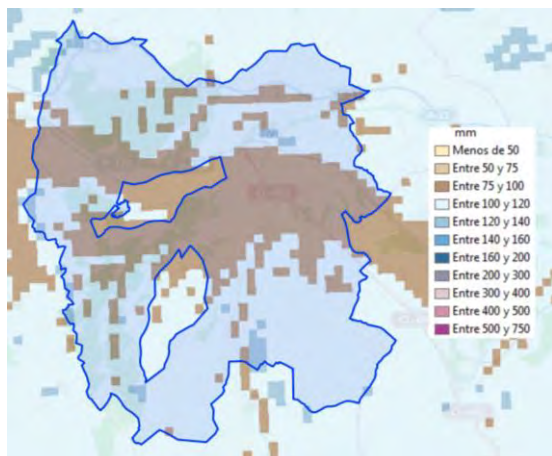 mm
Menos de 50
Entre 50 y 75
Entre 75 y 100
Entre 100 y 120
Entre 120 y 140
Entre 140 y 160
Entre 160 y 200
Entre 200 y 300
Entre 300 y 400
Entre 400 y 500
Entre 500 y 750